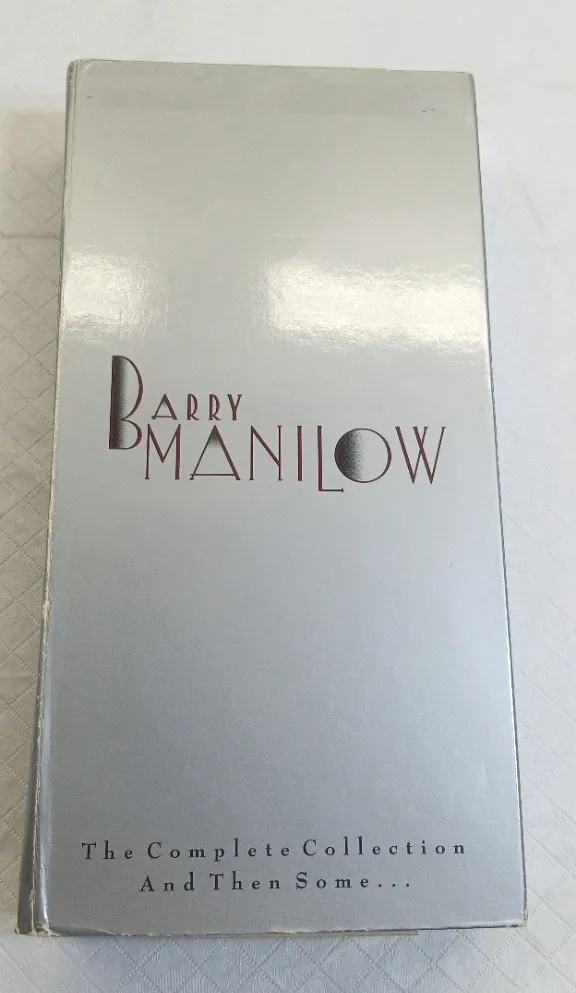 BARRY
MANILOW
The Complete Collection
And Then Some...